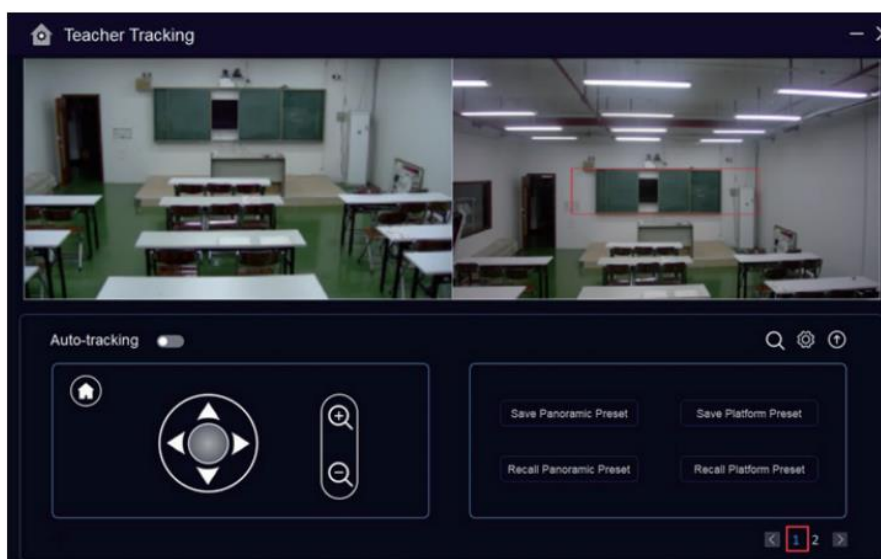 Teacher Tracking
Auto-tracking
Save Panoramic Preset
Save Platform Preset
Recall Panoramic Preset
Recall Platform Preset
1 2